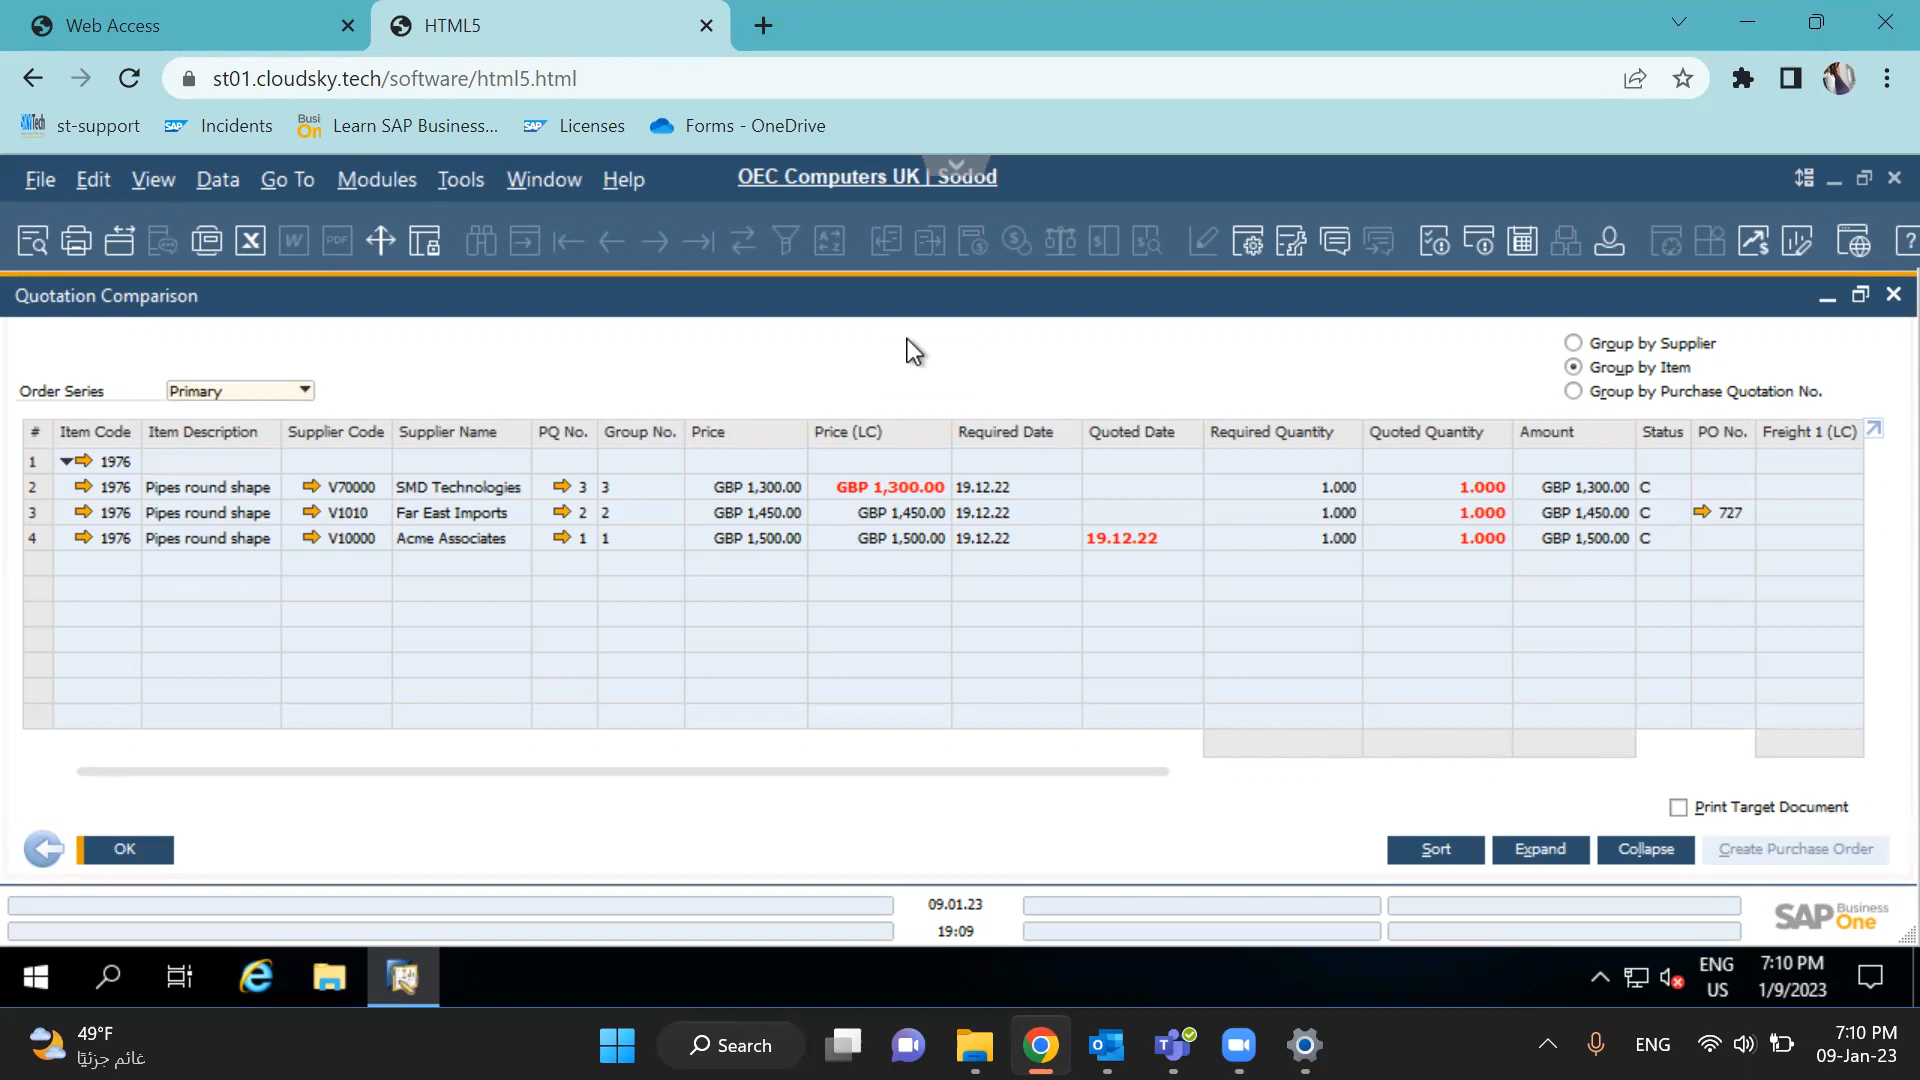 Web Access
HTML5
st01.cloudsky.tech/software/html5.html
st-support
Incidents
Learn SAP Business...
Licenses
Forms - OneDrive
File Edit View Data Go To Modules Tools Window Help
OEC Computers UK | Sodod
Quotation Comparison
Group by Supplier
Group by Item
Order Series Primary
Group by Purchase Quotation No.
# Item Code Item Description Supplier Code Supplier Name PQ No. Group No. Price Price (LC) Required Date Quoted Date Required Quantity Quoted Quantity Amount Status PO No. Freight 1 (LC)
1 1976
2 1976 Pipes round shape V70000 SMD Technologies 3 3 GBP 1,300.00 GBP 1,300.00 19.12.22 1.000 1.000 GBP 1,300.00 C
3 1976 Pipes round shape V1010 Far East Imports 2 2 GBP 1,450.00 GBP 1,450.00 19.12.22 1.000 1.000 GBP 1,450.00 C 727
4 1976 Pipes round shape V10000 Acme Associates 1 1 GBP 1,500.00 GBP 1,500.00 19.12.22 19.12.22 1.000 1.000 GBP 1,500.00 C
Print Target Document
OK Sort Expand Collapse Create Purchase Order
09.01.23
19:09
SAP Business One
ENG
US
7:10 PM
1/9/2023
49°F
غائم جزئيًا
Search
ENG
7:10 PM
09-Jan-23